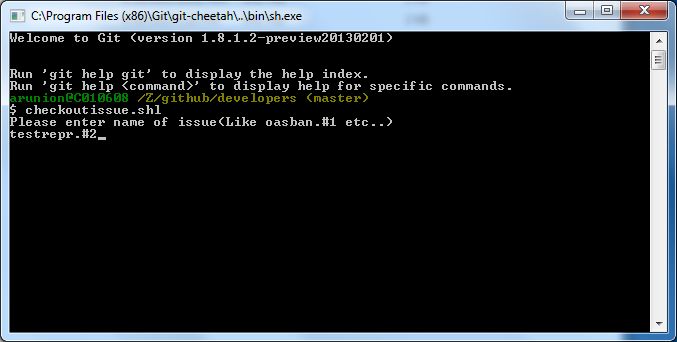 C:\Program Files (x86)\Git\git-cheetah\..\bin\sh.exe
Welcome to Git (version 1.8.1.2-preview20130201)
Run 'git help git' to display the help index.
Run 'git help <command>' to display help for specific commands.
arunion@C010608 /Z/github/developers (master)
$ checkoutissue.shl
Please enter name of issue(Like oasban.#1 etc..)
testrepr.#2_